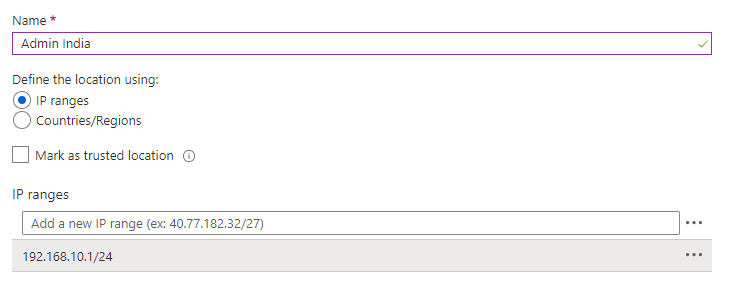 Name *
Admin India
Define the location using:
IP ranges
Countries/Regions
Mark as trusted location
IP ranges
Add a new IP range (ex: 40.77.182.32/27)
192.168.10.1/24